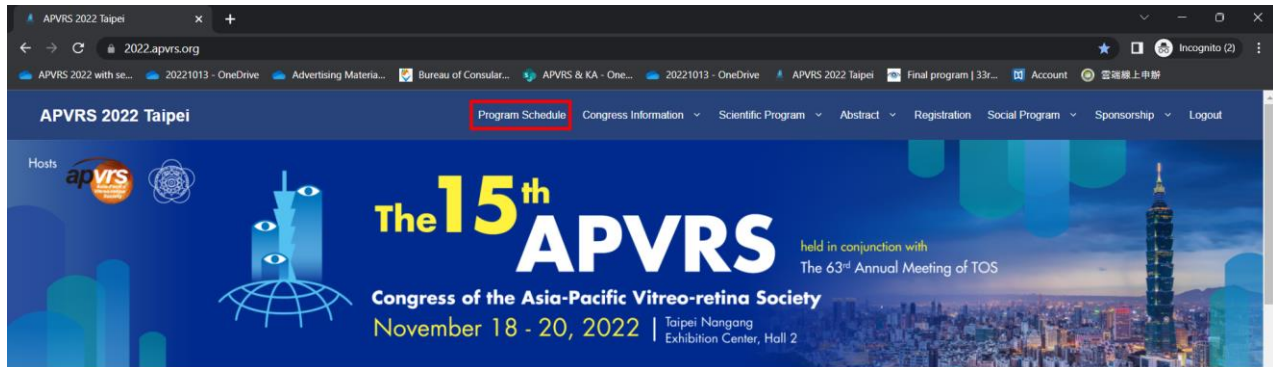 APVRS 2022 Taipei
2022.apvrs.org
Incognito (2)
APVRS 2022 with se... 20221013 - OneDrive Advertising Materia... Bureau of Consular... APVRS & KA - One... 20221013 - OneDrive APVRS 2022 Taipei Final program | 33r... Account 雲端線上申辦
APVRS 2022 Taipei Program Schedule Congress Information Scientific Program Abstract Registration Social Program Sponsorship Logout
Hosts
apvrs
The 15th
APVRS
held in conjunction with
The 63rd Annual Meeting of TOS
Congress of the Asia-Pacific Vitreo-retina Society
November 18 - 20, 2022 | Taipei Nangang
Exhibition Center, Hall 2